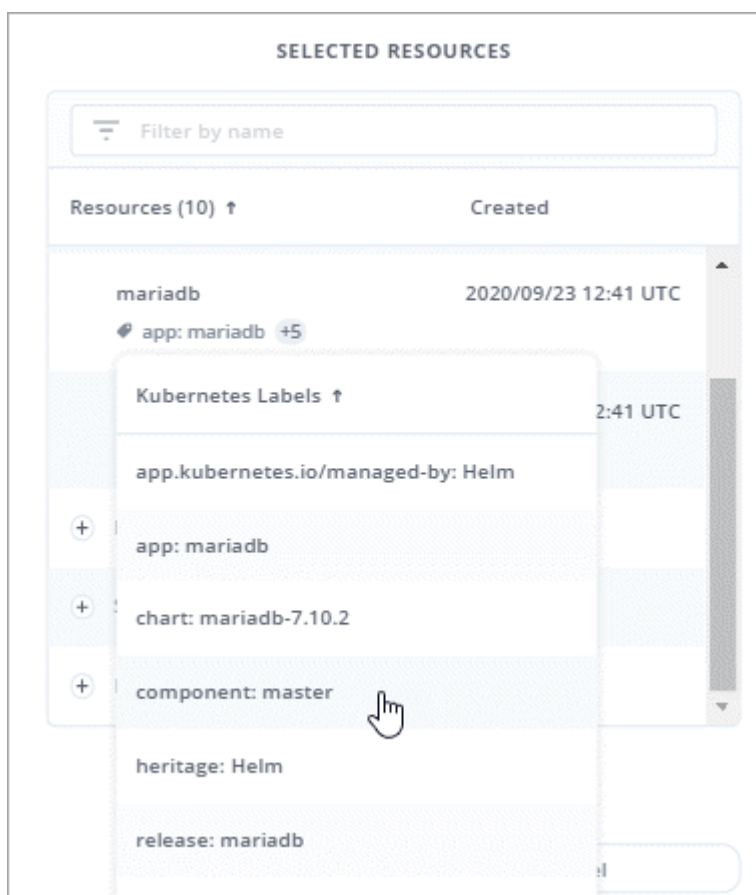 SELECTED RESOURCES
Filter by name
Resources (10) ↑ Created
mariadb 2020/09/23 12:41 UTC
app: mariadb +5
Kubernetes Labels ↑
2:41 UTC
app.kubernetes.io/managed-by: Helm
app: mariadb
chart: mariadb-7.10.2
component: master
heritage: Helm
release: mariadb